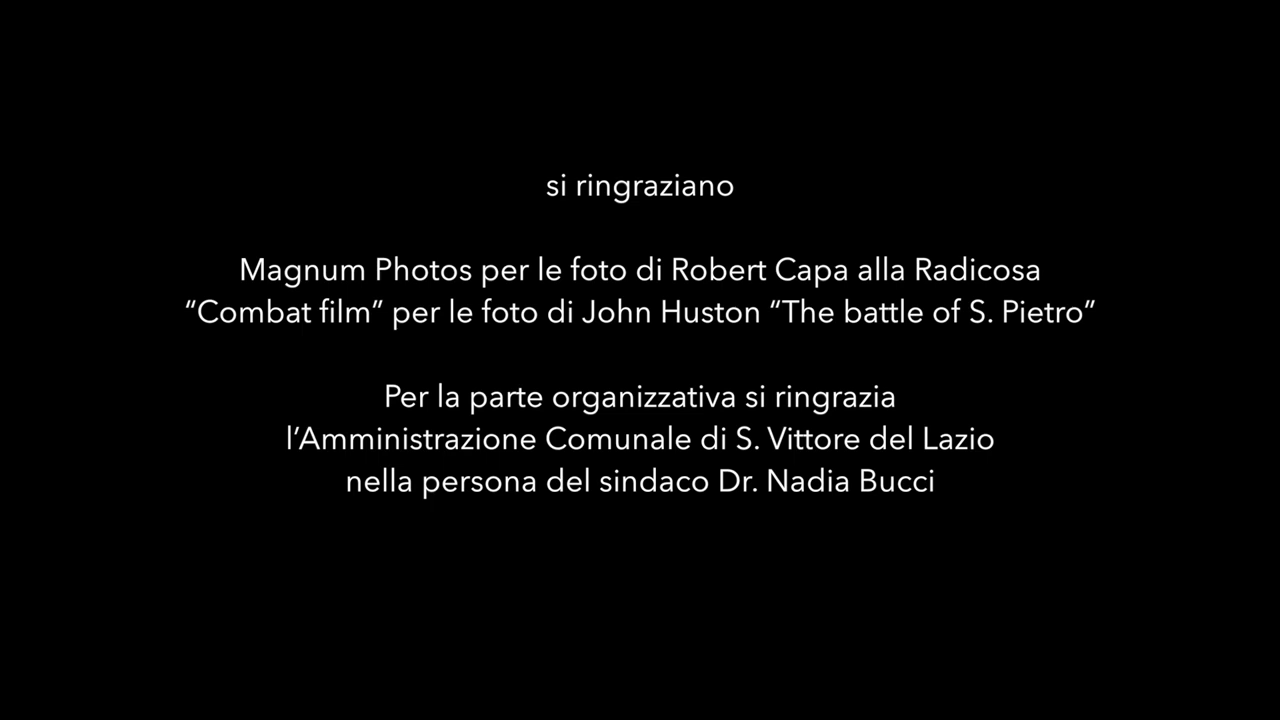 si ringraziano
Magnum Photos per le foto di Robert Capa alla Radicosa
“Combat film” per le foto di John Huston “The battle of S. Pietro”
Per la parte organizzativa si ringrazia
l’Amministrazione Comunale di S. Vittore del Lazio
nella persona del sindaco Dr. Nadia Bucci